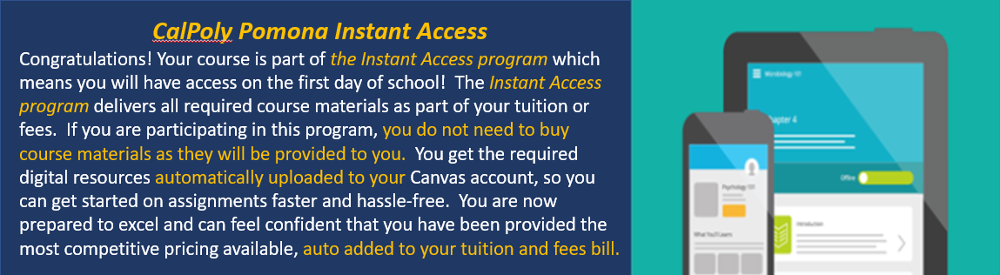 CalPoly Pomona Instant Access
Congratulations! Your course is part of the Instant Access program which
means you will have access on the first day of school!  The Instant Access
program delivers all required course materials as part of your tuition or
fees.  If you are participating in this program, you do not need to buy
course materials as they will be provided to you.  You get the required
digital resources automatically uploaded to your Canvas account, so you
can get started on assignments faster and hassle-free.  You are now
prepared to excel and can feel confident that you have been provided the
most competitive pricing available, auto added to your tuition and fees bill.
Microbiology 101
apter 4
Offline
Introduction
Psychology 101
What You'll Learn: